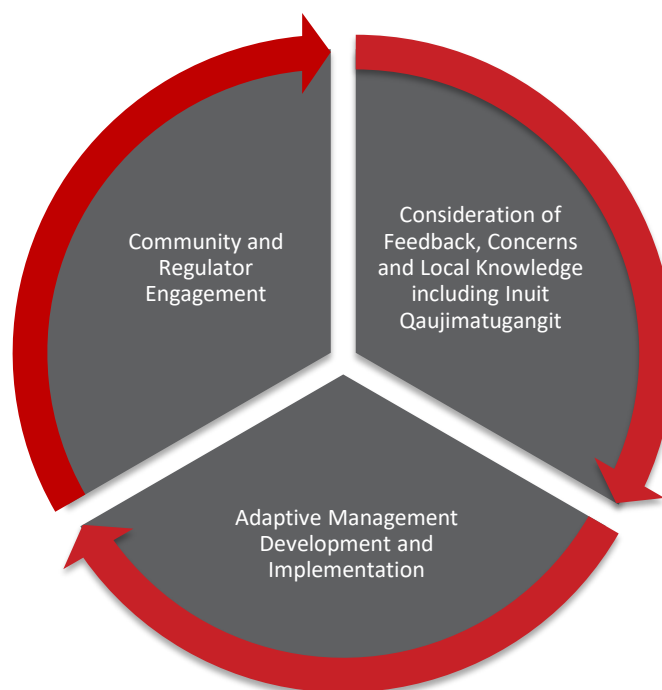 Community and
Regulator
Engagement
Consideration of
Feedback, Concerns
and Local Knowledge
including Inuit
Qaujimatugangit
Adaptive Management
Development and
Implementation